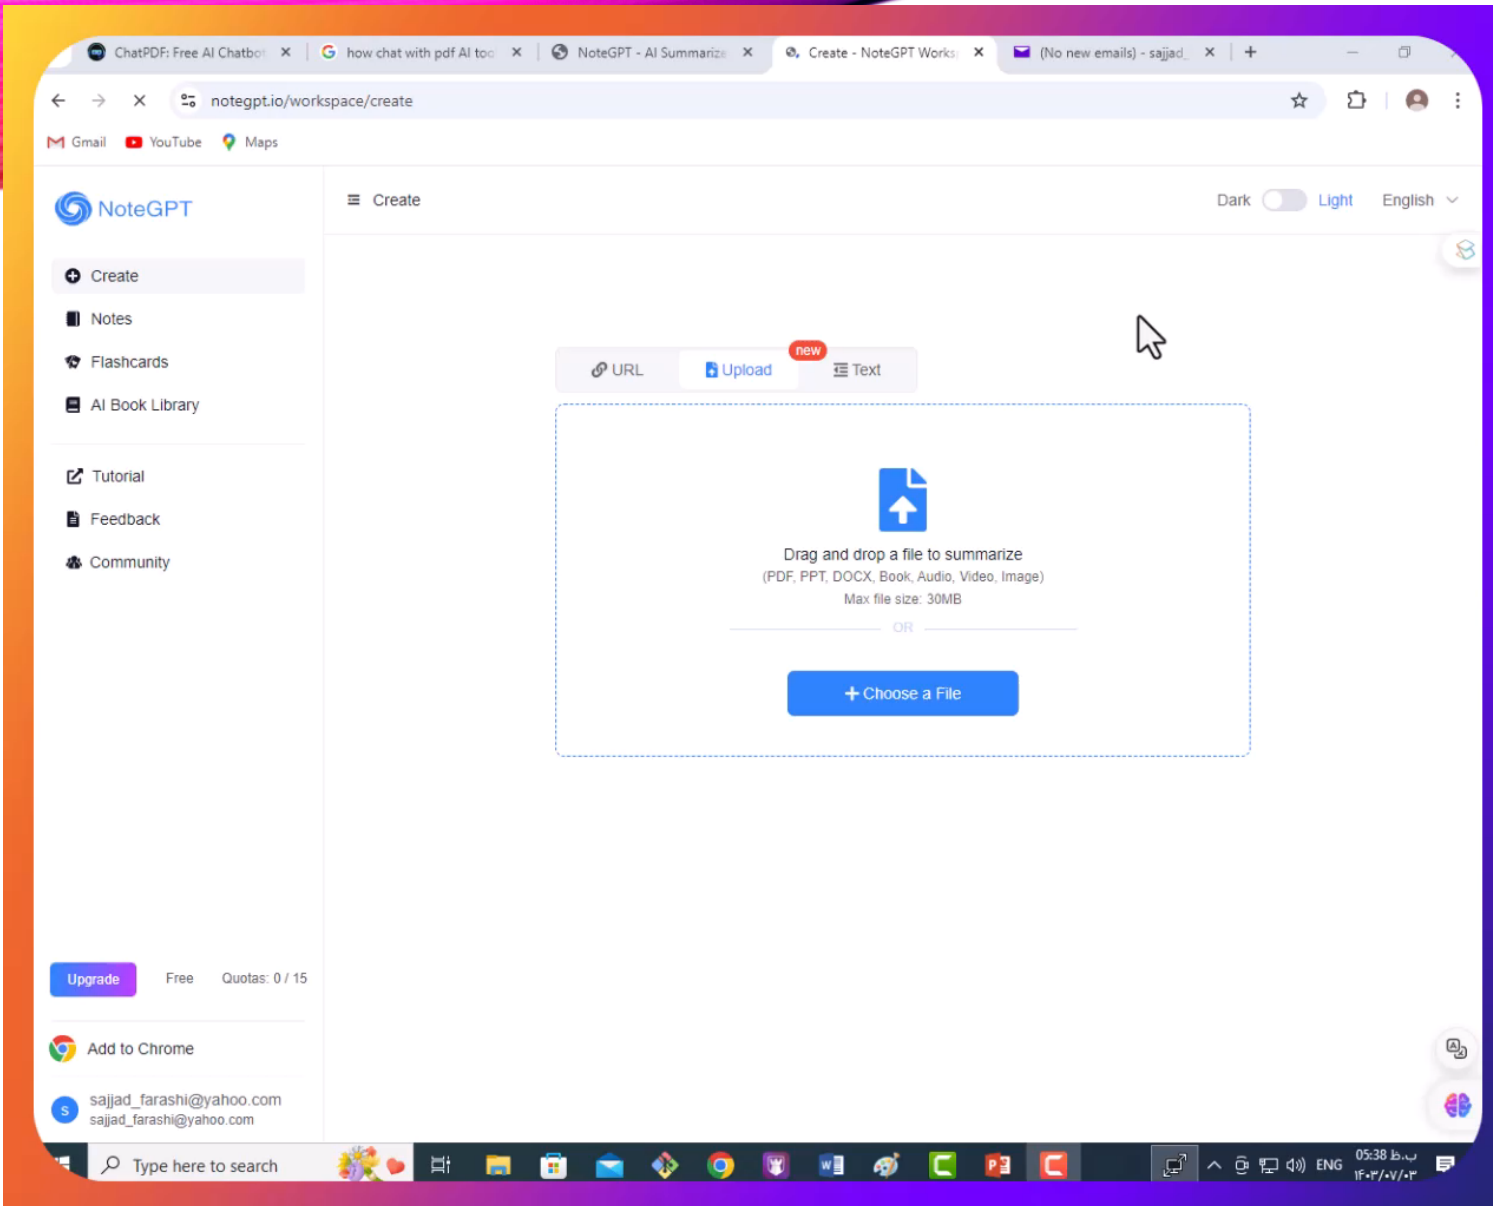 ChatPDF: Free AI Chatbot
how chat with pdf AI too
NoteGPT - AI Summarize
Create - NoteGPT Works
(No new emails) - sajjad_
notegpt.io/workspace/create
Gmail
YouTube
Maps
NoteGPT
Create
Dark
Light
English
Create
Notes
Flashcards
AI Book Library
Tutorial
Feedback
Community
new
URL
Upload
Text
Drag and drop a file to summarize
(PDF, PPT, DOCX, Book, Audio, Video, Image)
Max file size: 30MB
OR
+ Choose a File
Upgrade
Free
Quotas: 0 / 15
Add to Chrome
s
sajjad_farashi@yahoo.com
sajjad_farashi@yahoo.com
Type here to search
ENG
05:38 ب.ظ
۱۴۰۳/۰۷/۰۳